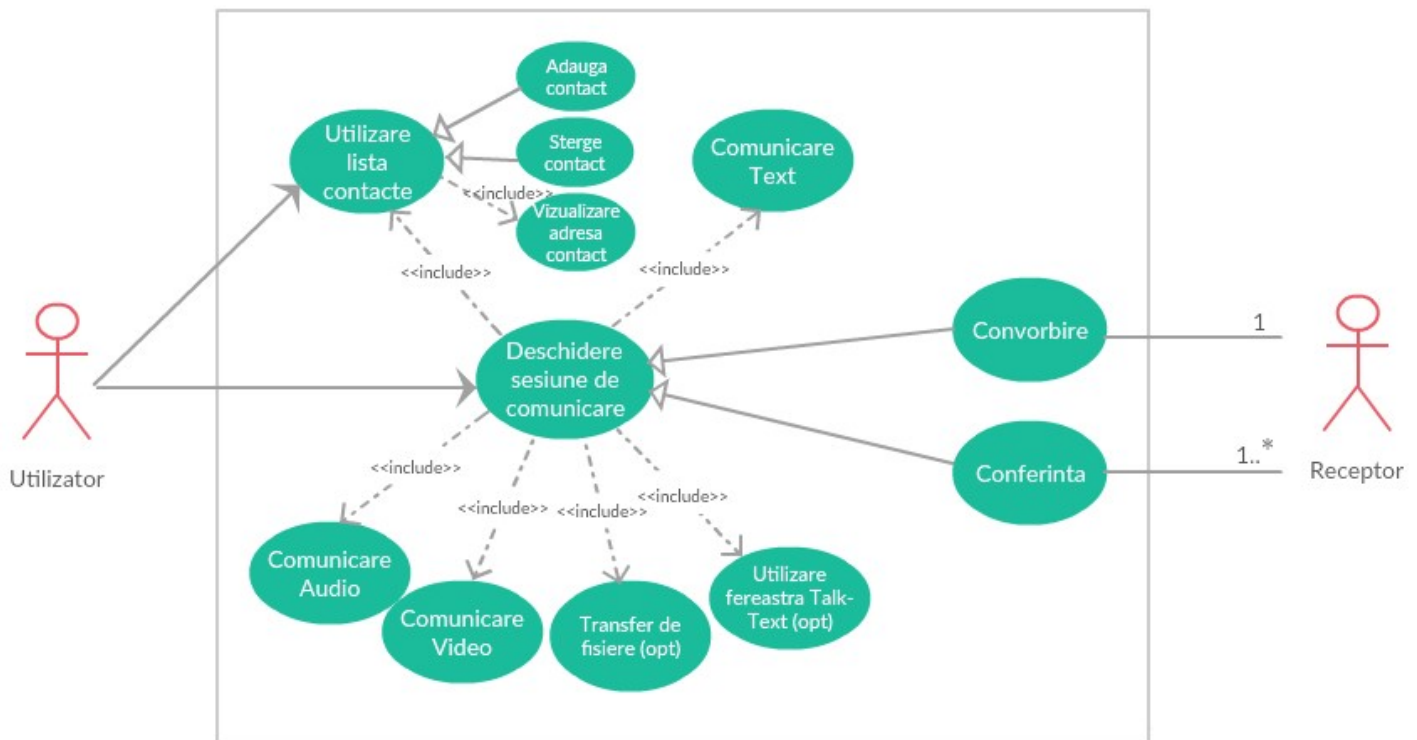 Adauga
contact
Utilizare
lista
contacte
Sterge
contact
Comunicare
Text
<<include>>
Vizualizare
adresa
contact
<<include>>
<<include>>
Convorbire
1
Deschidere
sesiune de
comunicare
Utilizator
Conferinta
1..*
Receptor
<<include>>
<<include>>
<<include>>
<<include>>
Comunicare
Audio
Comunicare
Video
Transfer de
fisiere (opt)
Utilizare
fereastra Talk-
Text (opt)